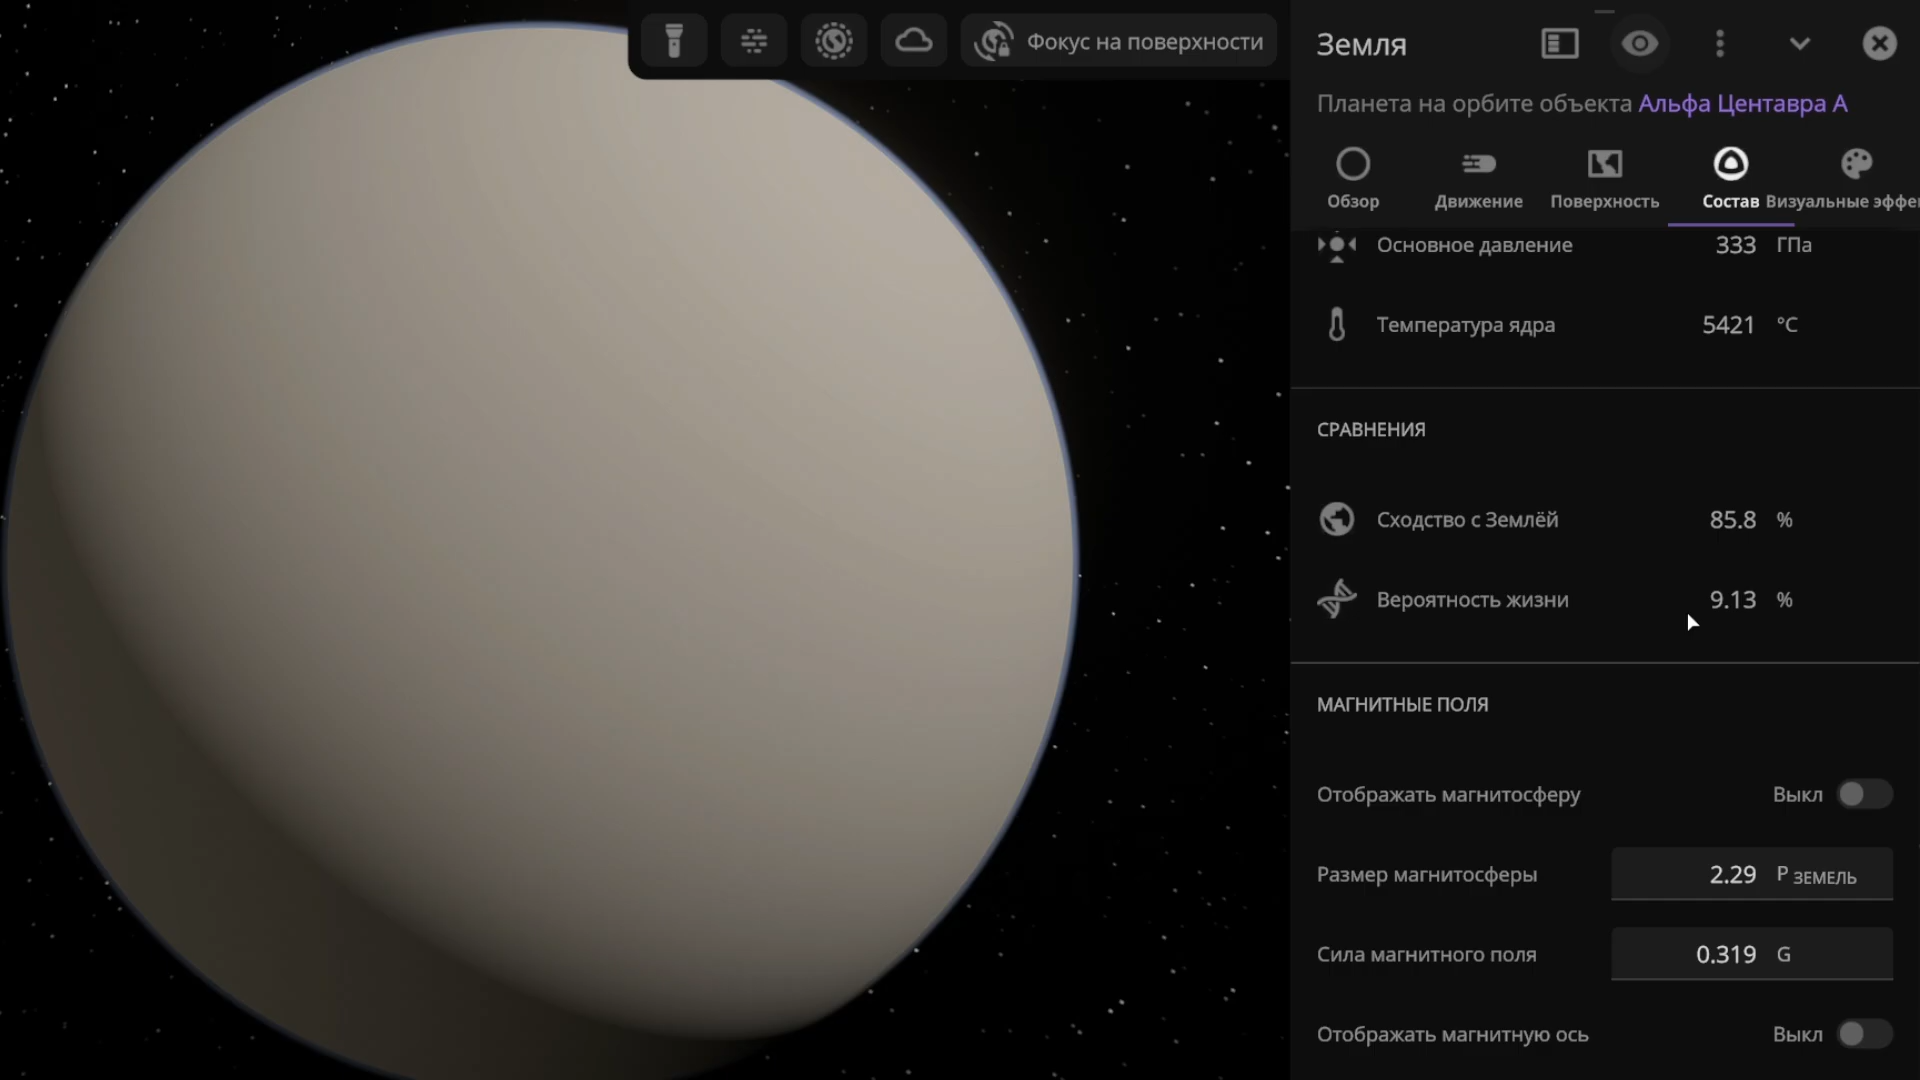 Фокус на поверхности
Земля
Планета на орбите объекта Альфа Центавра А
Обзор
Движение
Поверхность
Состав
Визуальные эффе
Основное давление 333 ГПа
Температура ядра 5421 °C
СРАВНЕНИЯ
Сходство с Землёй 85.8 %
Вероятность жизни 9.13 %
МАГНИТНЫЕ ПОЛЯ
Отображать магнитосферу Выкл
Размер магнитосферы 2.29 Р ЗЕМЕЛЬ
Сила магнитного поля 0.319 G
Отображать магнитную ось Выкл